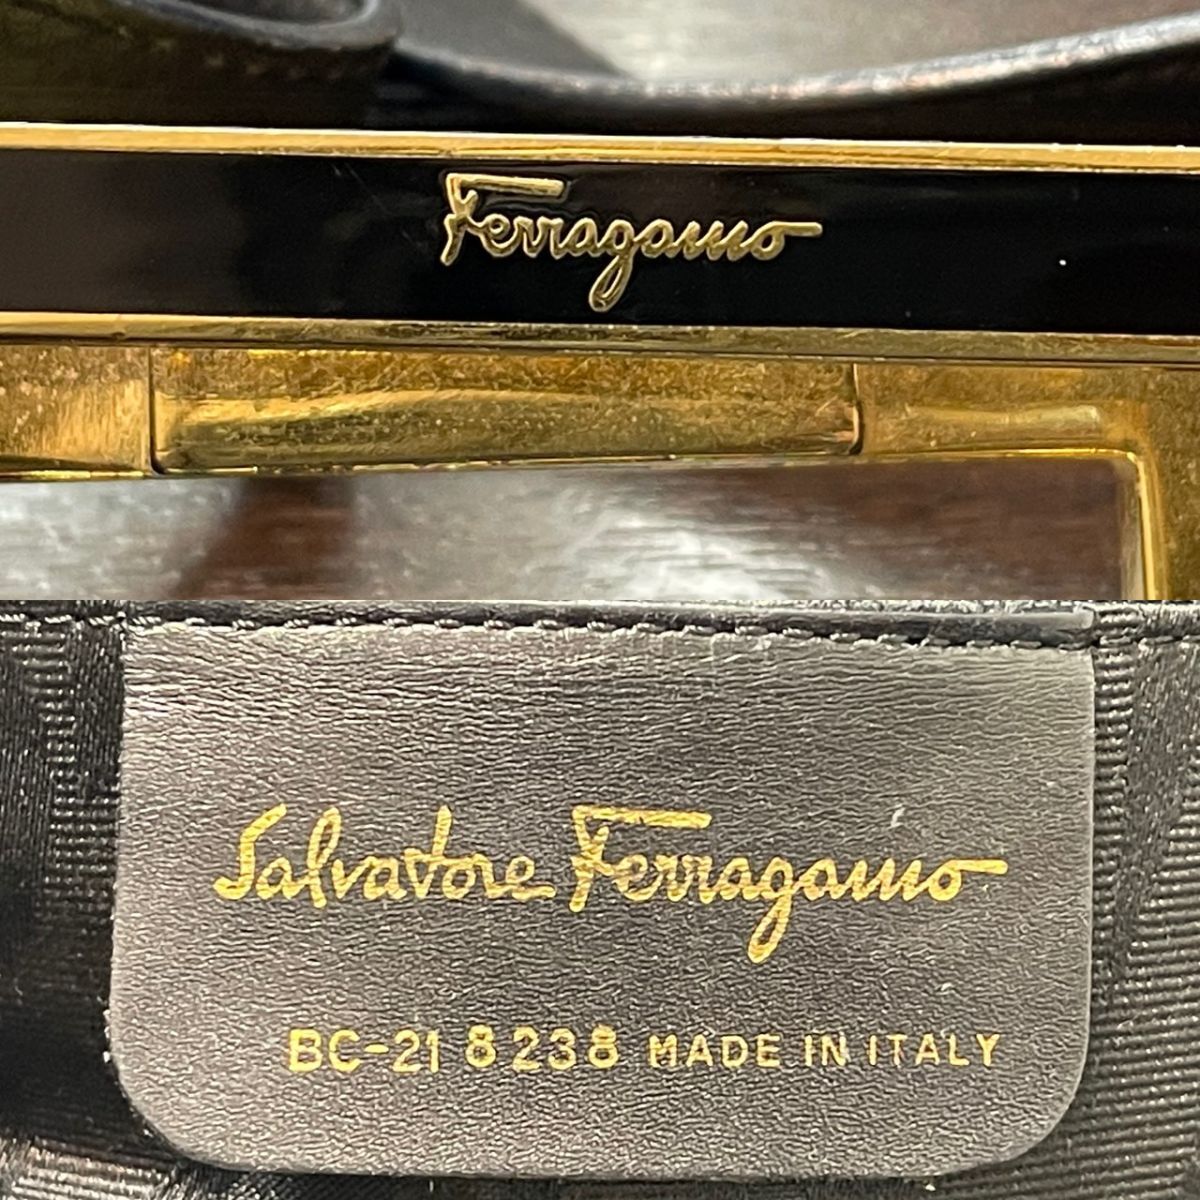 Ferragamo
Salvatore Ferragamo
BC-21 8238 MADE IN ITALY